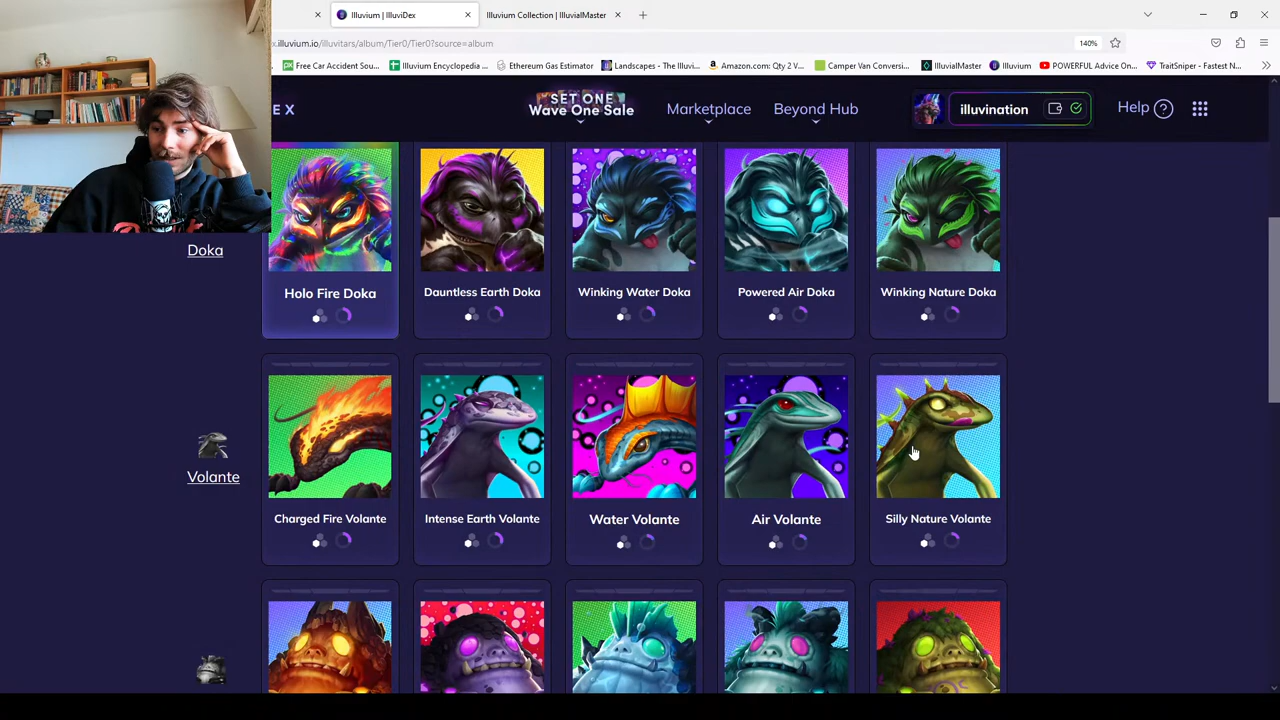 Illuvium | IlluviDex
Illuvium Collection | IlluvialMaster
x.illuvium.io/illuvitars/album/Tier0/Tier0?source=album
140%
Free Car Accident Sou...
Illuvium Encyclopedia ...
Ethereum Gas Estimator
Landscapes - The Illuvi...
Amazon.com: Qty 2 V...
Camper Van Conversi...
IlluvialMaster
Illuvium
POWERFUL Advice On...
TraitSniper - Fastest N...
EX
SET ONE
Wave One Sale
Marketplace
Beyond Hub
illuvination
Help
Doka
Holo Fire Doka
Dauntless Earth Doka
Winking Water Doka
Powered Air Doka
Winking Nature Doka
Volante
Charged Fire Volante
Intense Earth Volante
Water Volante
Air Volante
Silly Nature Volante